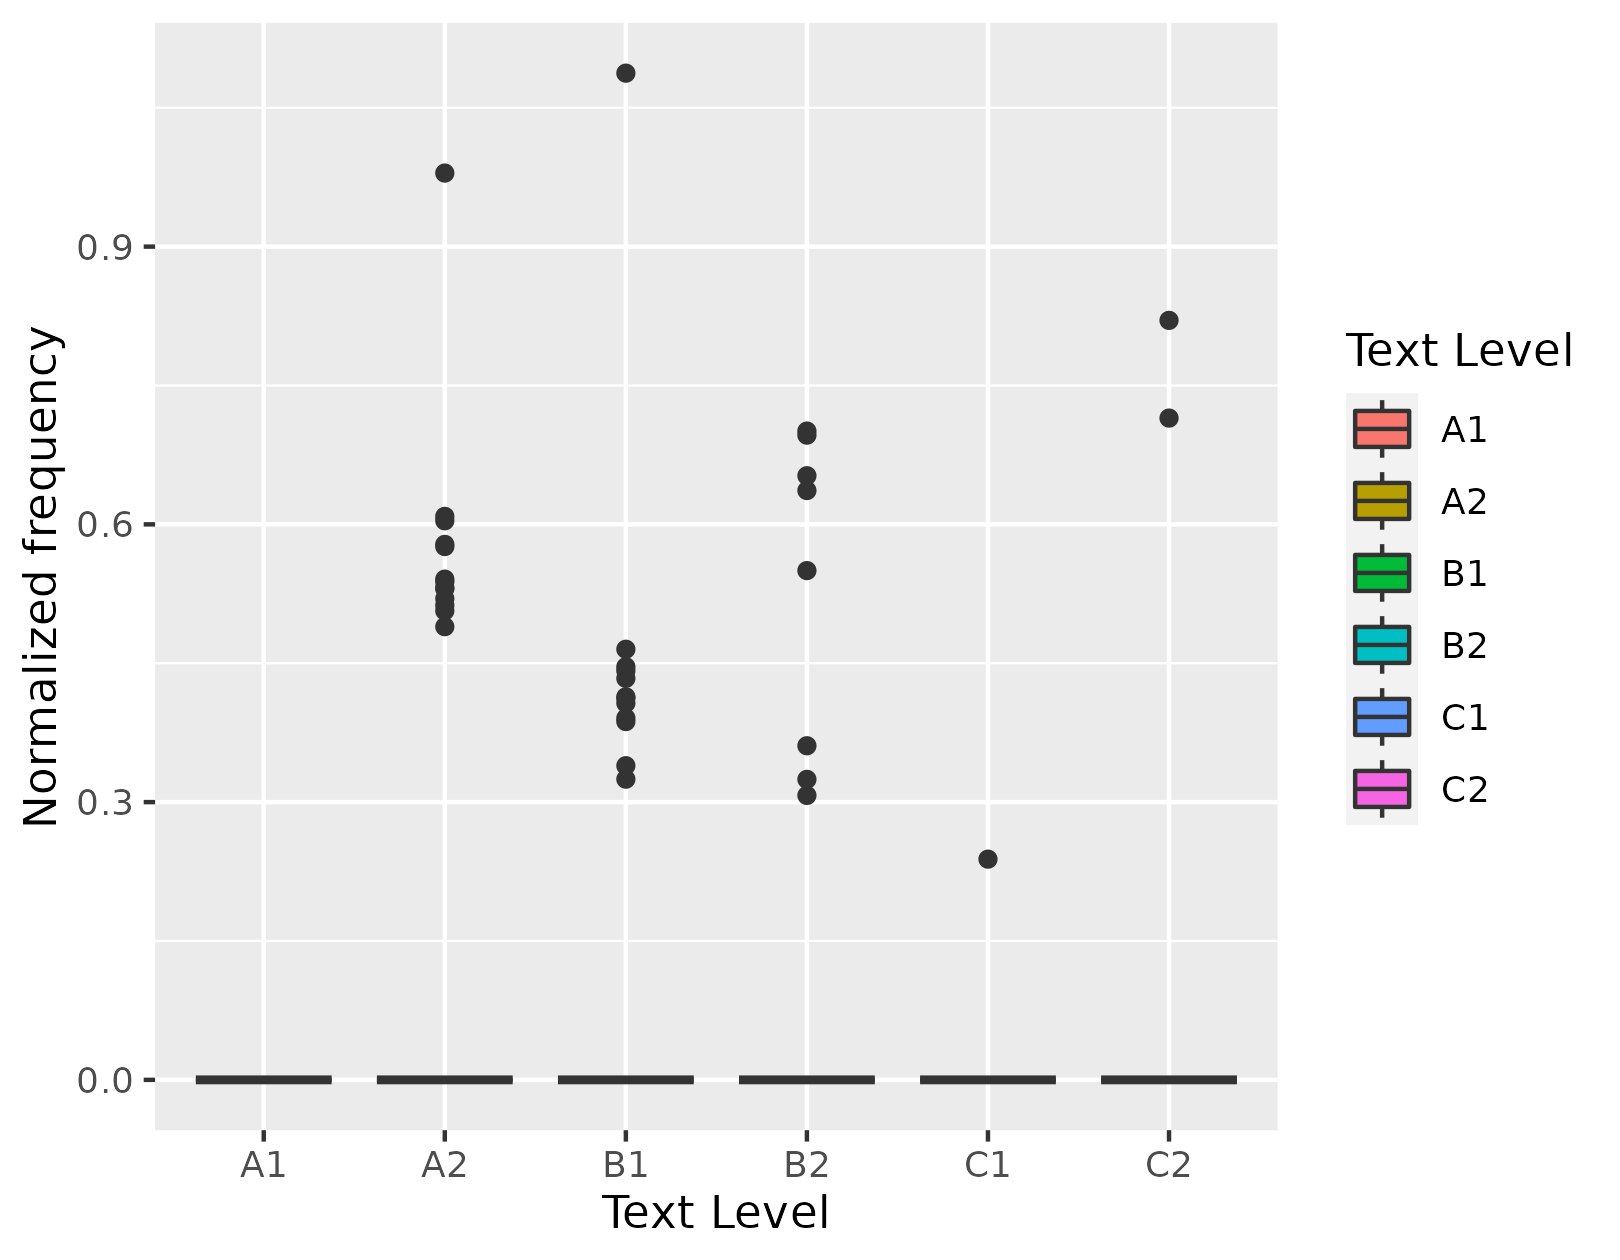 Normalized frequency
0.9
0.6
0.3
0.0
A1 A2 B1 B2 C1 C2
Text Level
Text Level
A1
A2
B1
B2
C1
C2